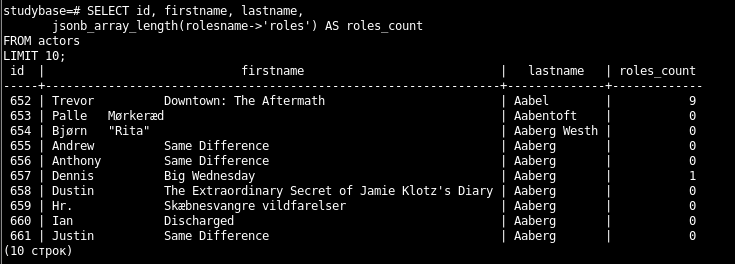 studybase=# SELECT id, firstname, lastname,
       jsonb_array_length(rolesname->'roles') AS roles_count
FROM actors
LIMIT 10;
 id  |                            firstname                            |   lastname   | roles_count
-----+-----------------------------------------------------------------+--------------+-------------
 652 | Trevor          Downtown: The Aftermath                         | Aabel        |           9
 653 | Palle   Mørkeræd                                                | Aabentoft    |           0
 654 | Bjørn   "Rita"                                                  | Aaberg Westh |           0
 655 | Andrew          Same Difference                                 | Aaberg       |           0
 656 | Anthony         Same Difference                                 | Aaberg       |           0
 657 | Dennis          Big Wednesday                                   | Aaberg       |           1
 658 | Dustin          The Extraordinary Secret of Jamie Klotz's Diary | Aaberg       |           0
 659 | Hr.             Skæbnesvangre vildfarelser                      | Aaberg       |           0
 660 | Ian             Discharged                                      | Aaberg       |           0
 661 | Justin          Same Difference                                 | Aaberg       |           0
(10 строк)